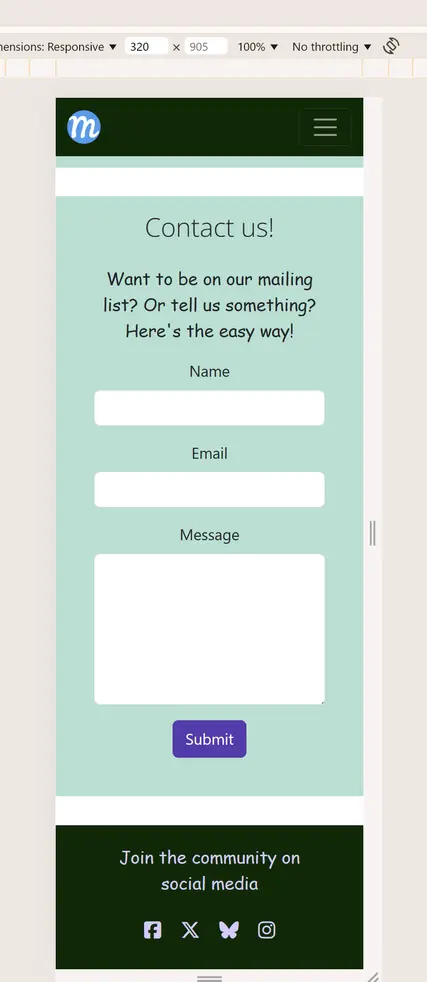 mensions: Responsive ▼ 320 × 905 100% ▼ No throttling ▼
m
Contact us!
Want to be on our mailing
list? Or tell us something?
Here's the easy way!
Name
Email
Message
Submit
Join the community on
social media